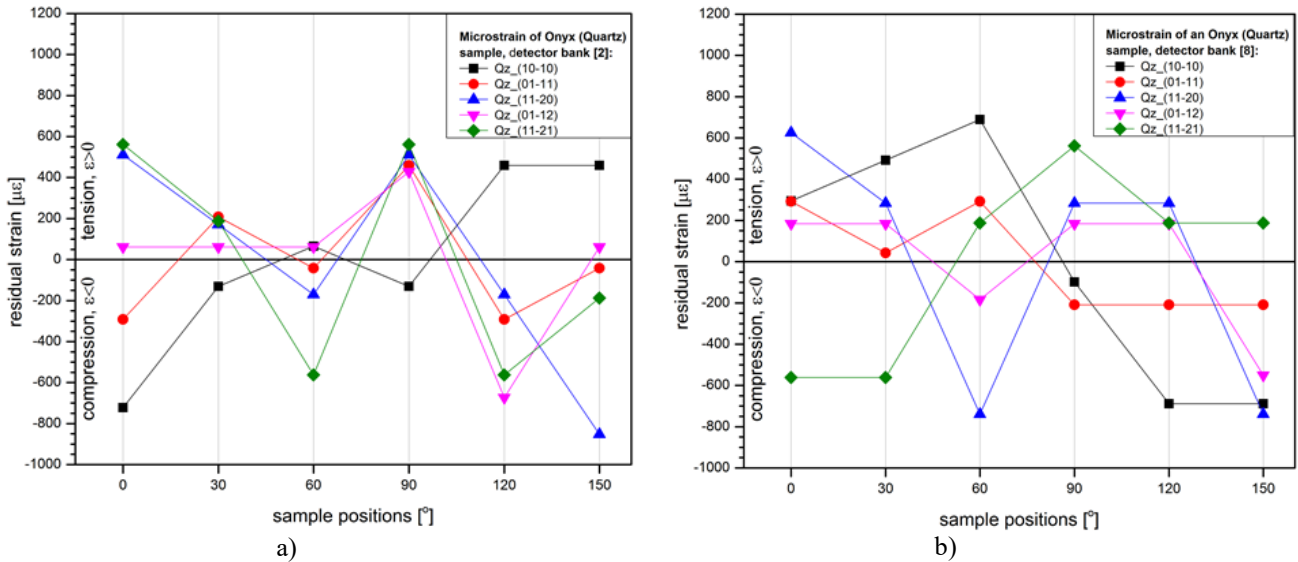 1200
1000
800
600
400
200
0
-200
-400
-600
-800
-1000
residual strain [με]
tension, ε>0
compression, ε<0
Microstrain of Onyx (Quartz)
sample, detector bank [2]:
Qz_(10-10)
Qz_(01-11)
Qz_(11-20)
Qz_(01-12)
Qz_(11-21)
0 30 60 90 120 150
sample positions [°]
a)
1200
1000
800
600
400
200
0
-200
-400
-600
-800
-1000
residual strain [με]
tension, ε>0
compression, ε<0
Microstrain of an Onyx (Quartz)
sample, detector bank [8]:
Qz_(10-10)
Qz_(01-11)
Qz_(11-20)
Qz_(01-12)
Qz_(11-21)
0 30 60 90 120 150
sample positions [°]
b)